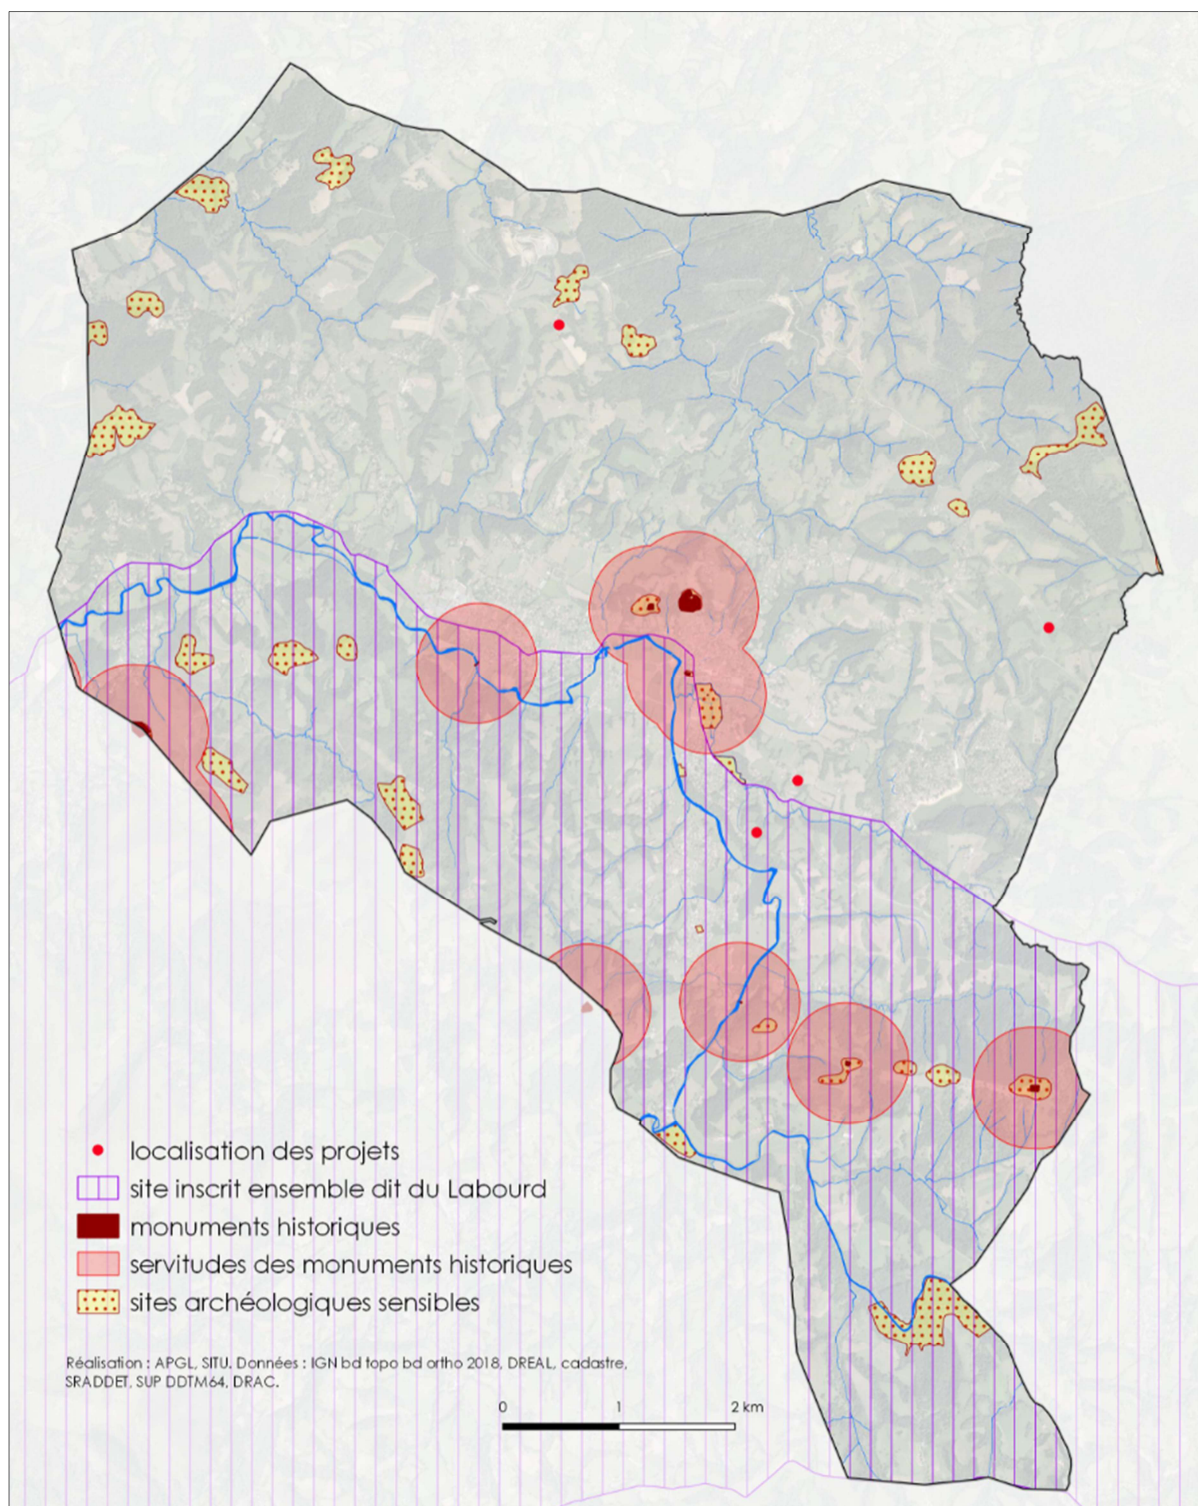 localisation des projets
site inscrit ensemble dit du Labourd
monuments historiques
servitudes des monuments historiques
sites archéologiques sensibles
Réalisation : APGL, SITU. Données : IGN bd topo bd ortho 2018, DREAL, cadastre,
SRADDET, SUP DDTM64, DRAC.
0 1 2 km